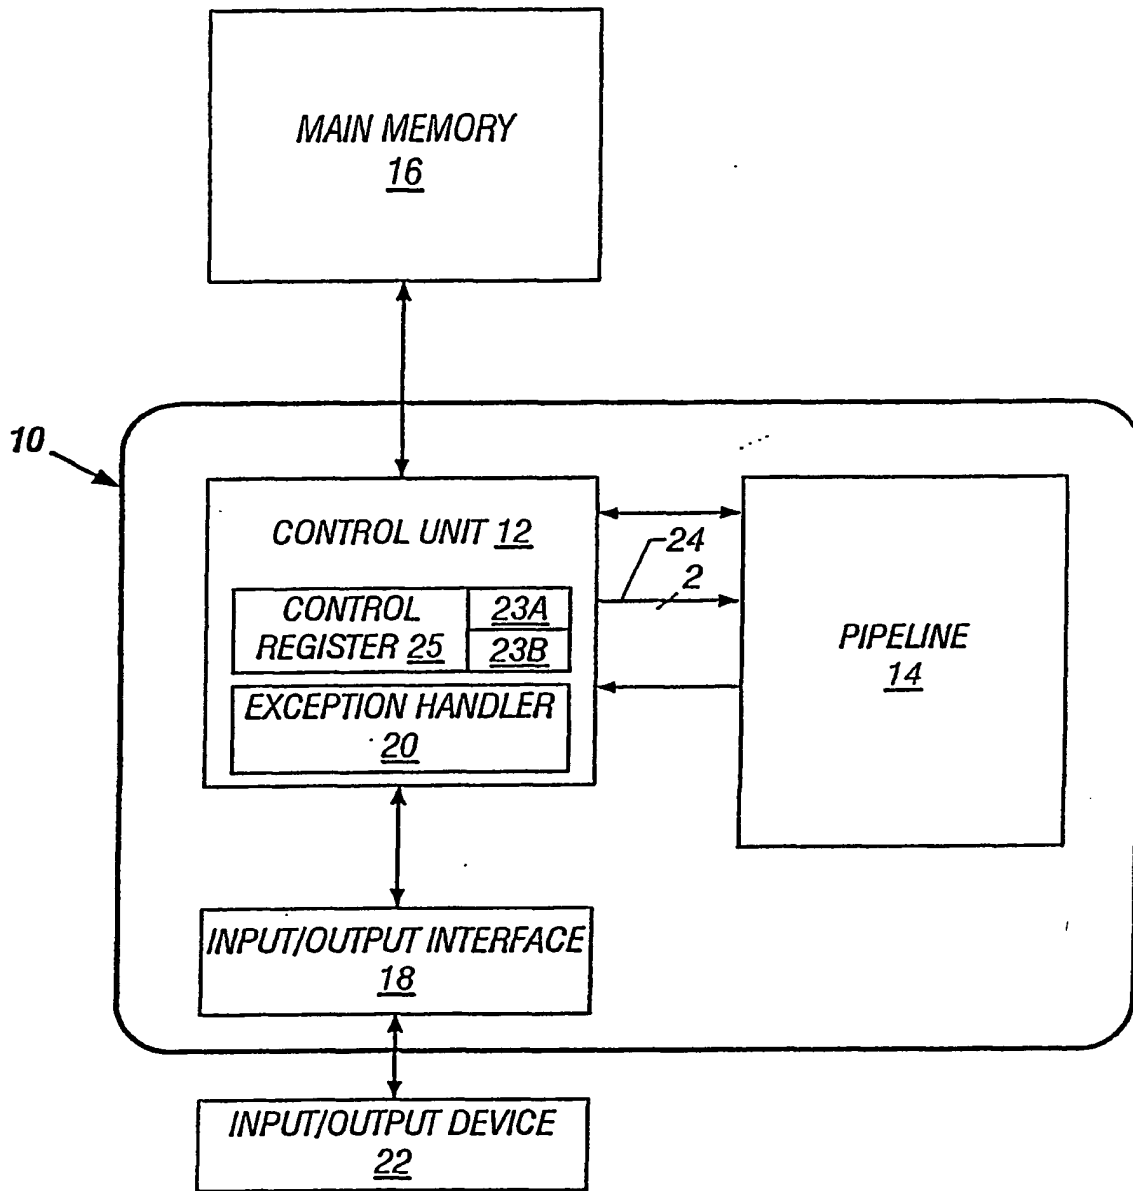 MAIN MEMORY
16
10
CONTROL UNIT 12
24
2
CONTROL
REGISTER 25
23A
23B
EXCEPTION HANDLER
20
PIPELINE
14
INPUT/OUTPUT INTERFACE
18
INPUT/OUTPUT DEVICE
22